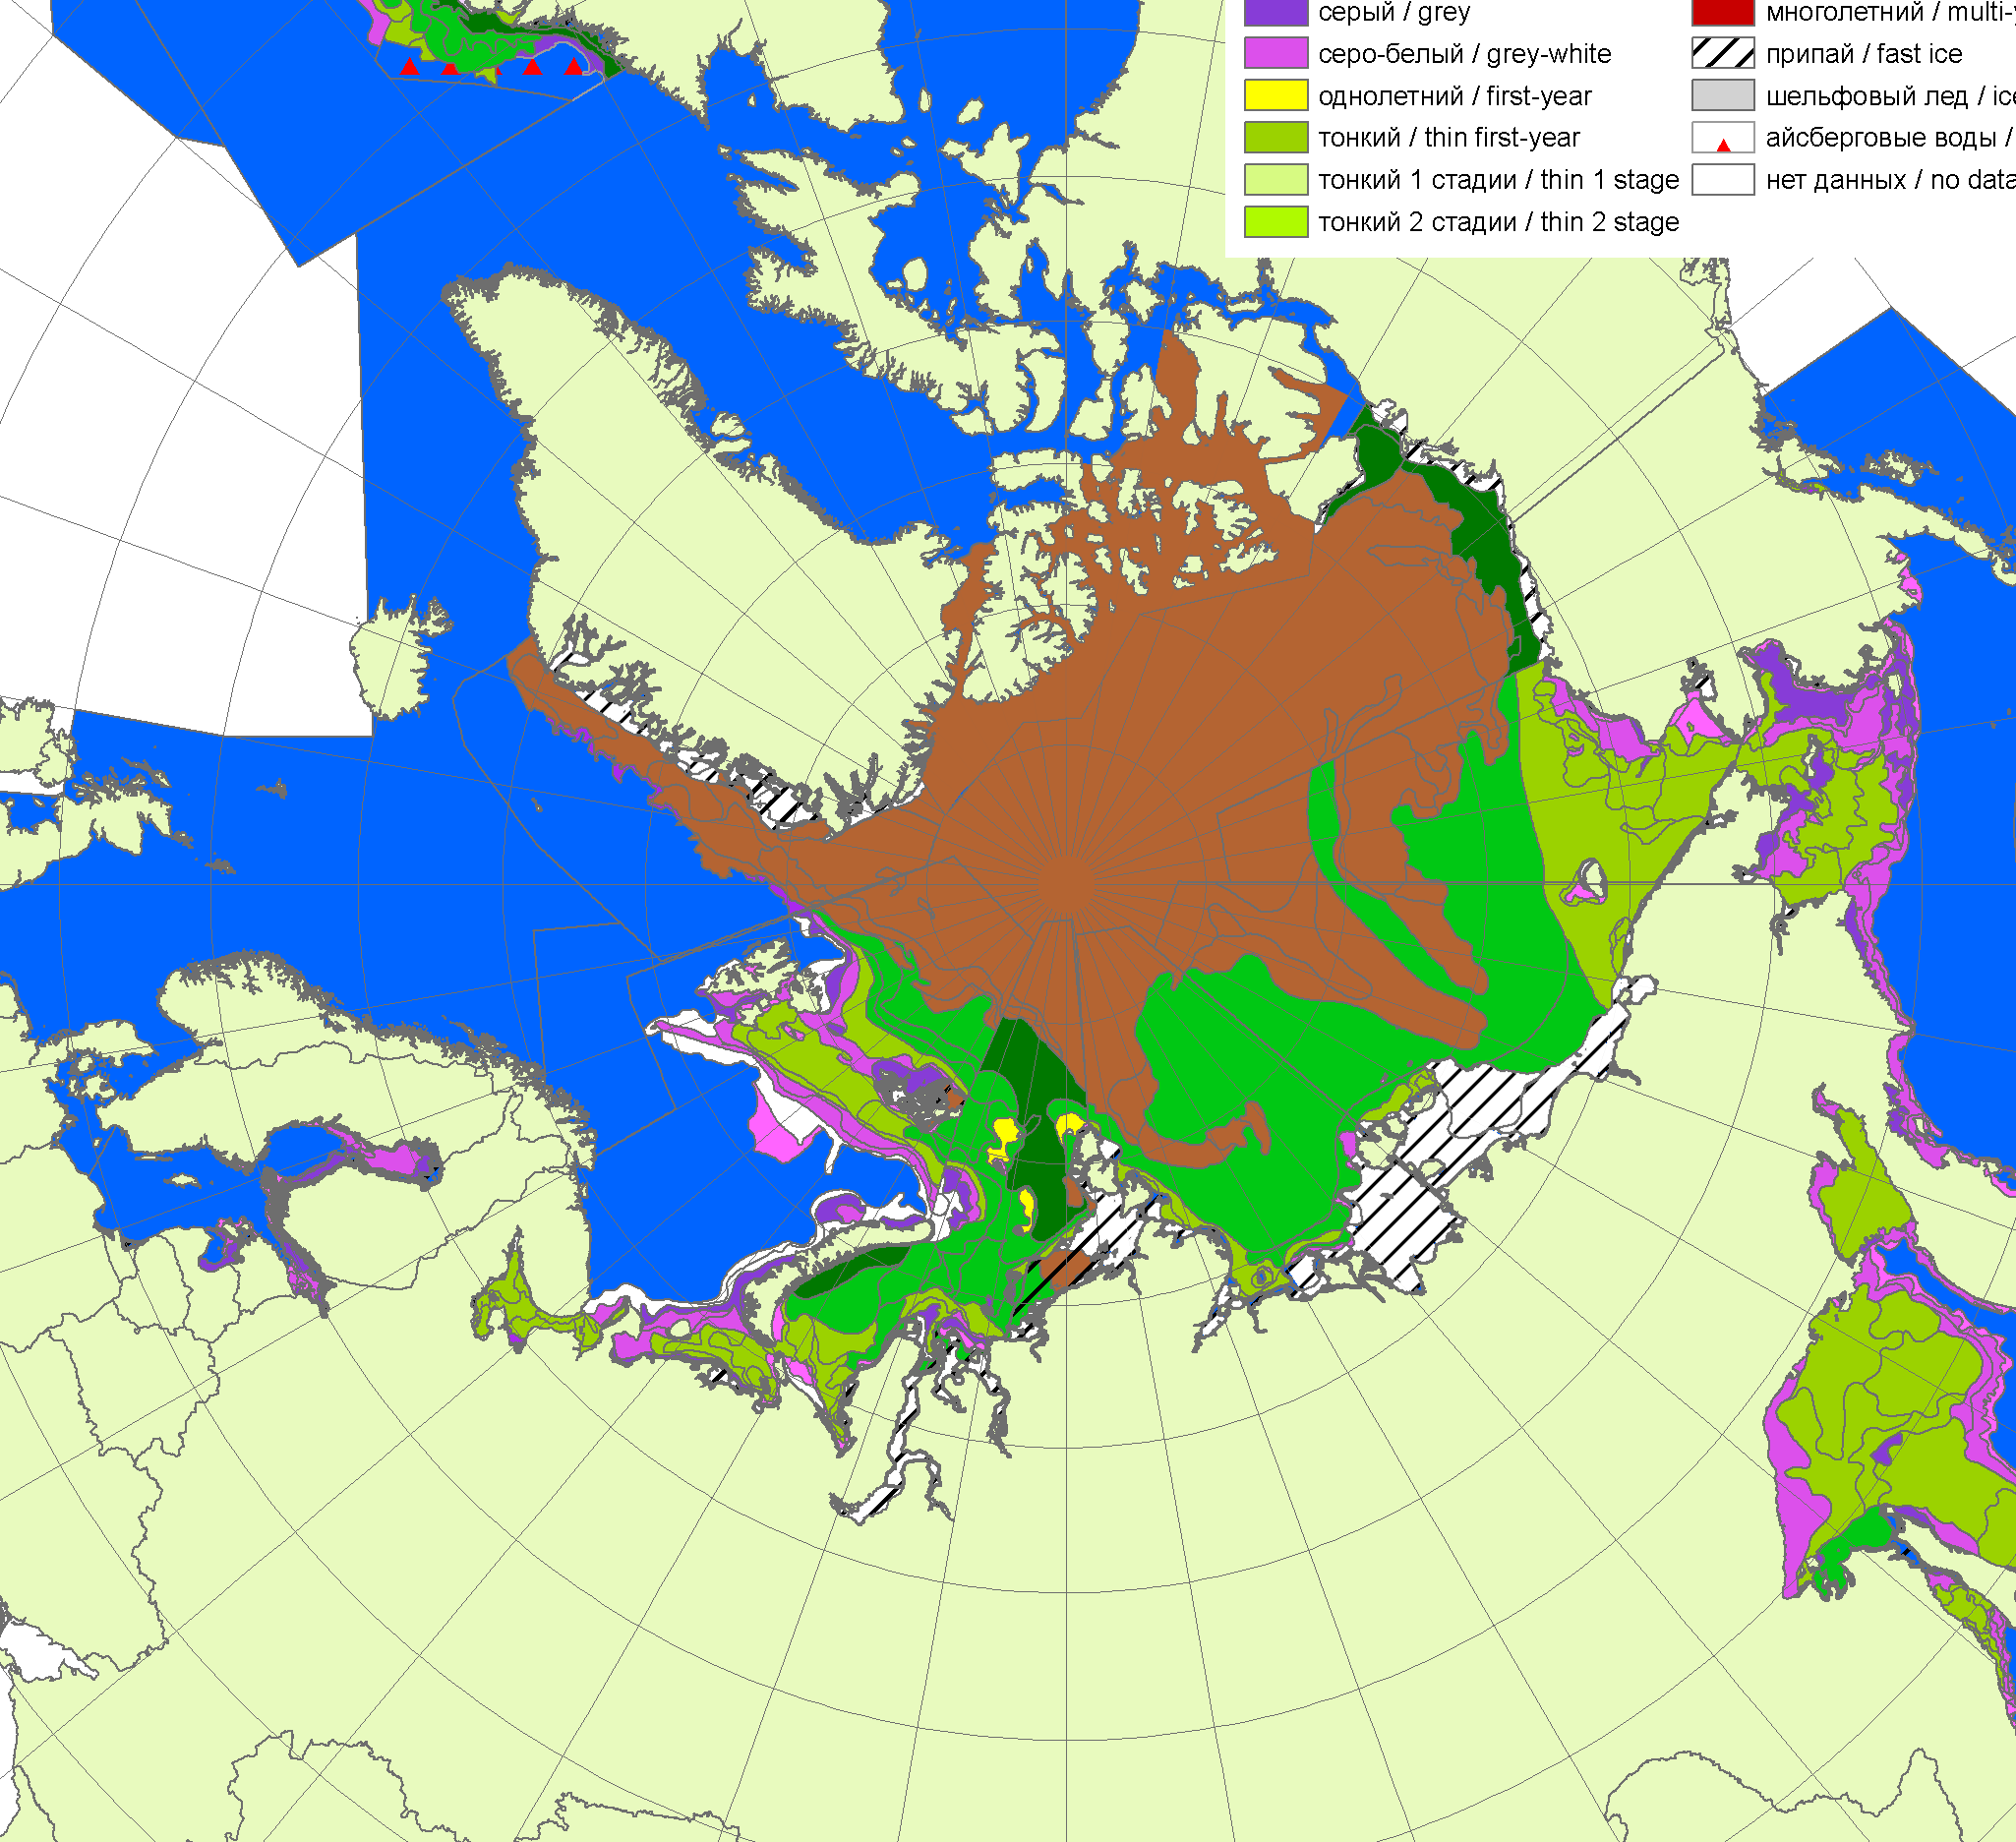 серый / grey
серо-белый / grey-white
однолетний / first-year
тонкий / thin first-year
тонкий 1 стадии / thin 1 stage
тонкий 2 стадии / thin 2 stage
многолетний / multi-y
припай / fast ice
шельфовый лед / ice
айсберговые воды /
нет данных / no data